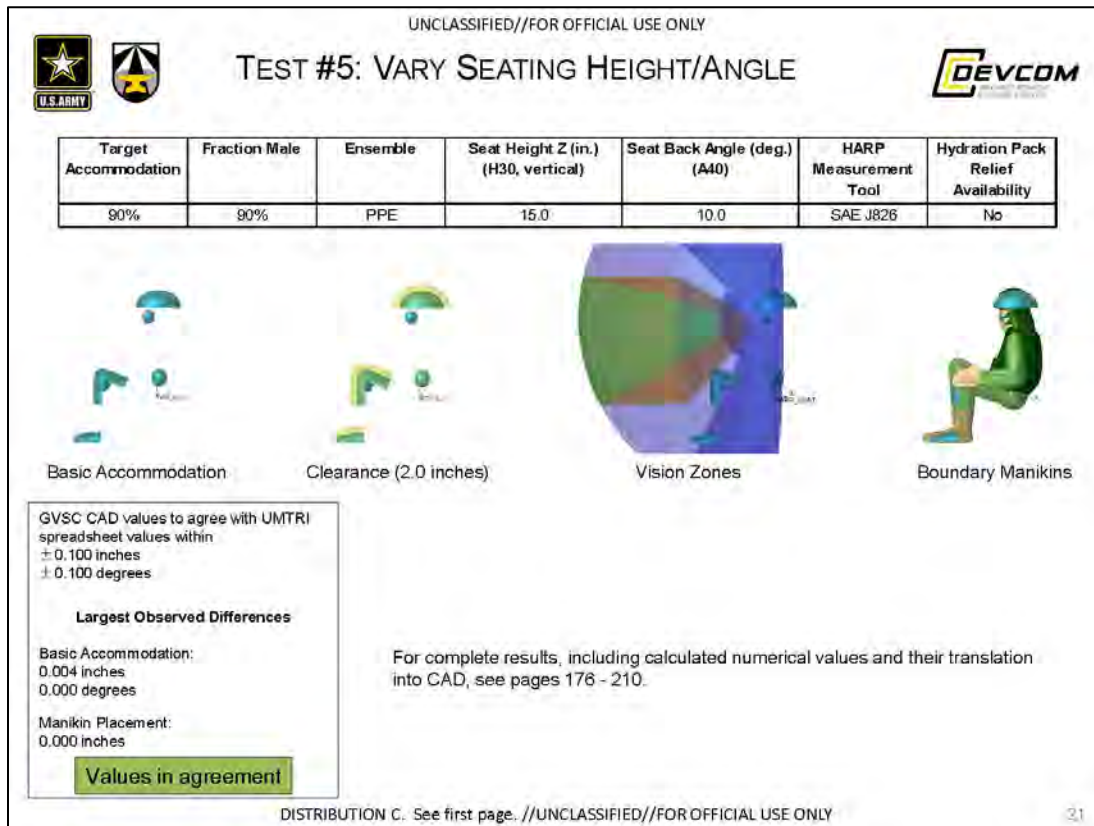 UNCLASSIFIED//FOR OFFICIAL USE ONLY
U.S.ARMY
TEST #5: VARY SEATING HEIGHT/ANGLE
DEVCOM
Target Accommodation
Fraction Male
Ensemble
Seat Height Z (in.) (H30, vertical)
Seat Back Angle (deg.) (A40)
HARP Measurement Tool
Hydration Pack Relief Availability
90%
90%
PPE
15.0
10.0
SAE J826
No
Basic Accommodation
Clearance (2.0 inches)
Vision Zones
Boundary Manikins
GVSC CAD values to agree with UMTRI
spreadsheet values within
±0.100 inches
±0.100 degrees
Largest Observed Differences
Basic Accommodation:
0.004 inches
0.000 degrees
Manikin Placement:
0.000 inches
Values in agreement
For complete results, including calculated numerical values and their translation
into CAD, see pages 176 - 210.
DISTRIBUTION C. See first page. //UNCLASSIFIED//FOR OFFICIAL USE ONLY
31